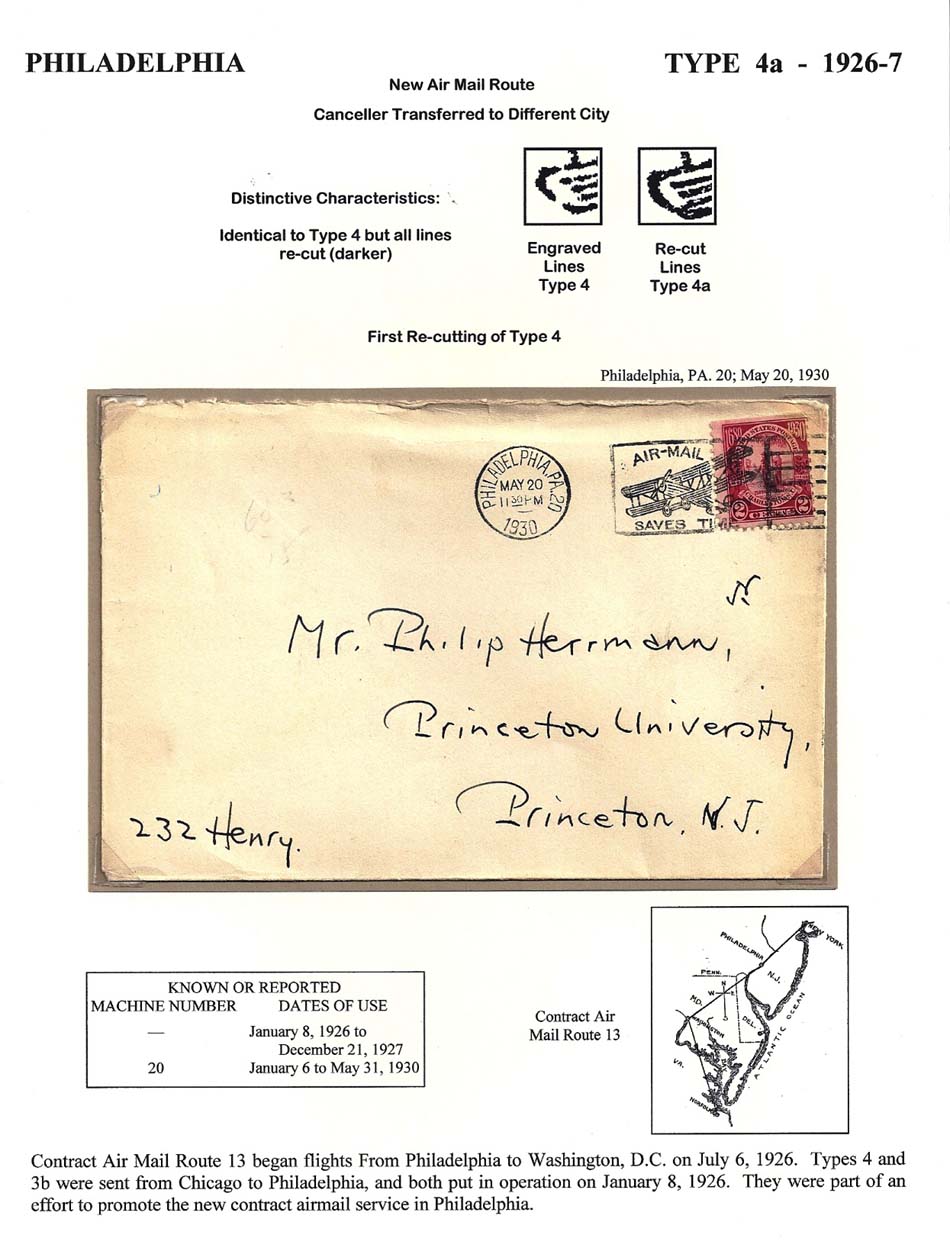 PHILADELPHIA
TYPE 4a - 1926-7
New Air Mail Route
Canceller Transferred to Different City
Distinctive Characteristics:
Identical to Type 4 but all lines
re-cut (darker)
Engraved
Lines
Type 4
Re-cut
Lines
Type 4a
First Re-cutting of Type 4
Philadelphia, PA. 20; May 20, 1930
PHILADELPHIA, PA. 20
MAY 20
11 30 PM
1930
AIR-MAIL
SAVES TI
1680 1930
2 2
N.
Mr. Philip Herrmann,
Princeton University,
Princeton, N.J.
232 Henry.
KNOWN OR REPORTED
MACHINE NUMBER DATES OF USE
— January 8, 1926 to
December 21, 1927
20 January 6 to May 31, 1930
Contract Air
Mail Route 13
NEW YORK
PHILADELPHIA
PENN.
N.J.
N
W E
MD.
DEL.
WASHINGTON
VA.
ATLANTIC OCEAN
NORFOLK
Contract Air Mail Route 13 began flights From Philadelphia to Washington, D.C. on July 6, 1926. Types 4 and
3b were sent from Chicago to Philadelphia, and both put in operation on January 8, 1926. They were part of an
effort to promote the new contract airmail service in Philadelphia.